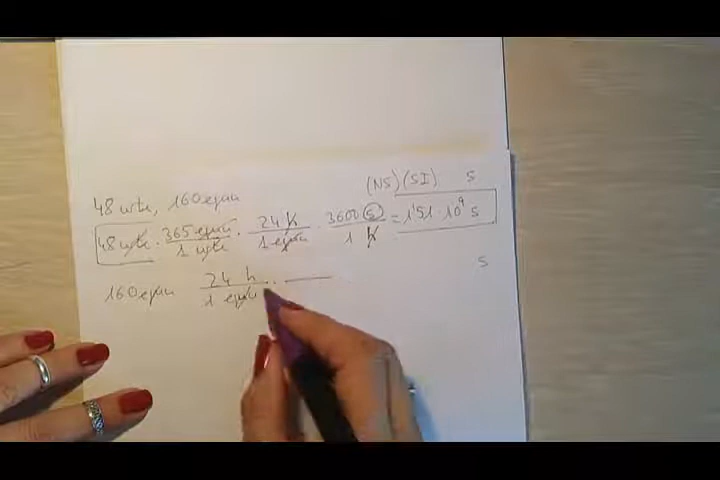 48 urte, 160 egun (NS) (SI) s
48 urte · 365 egun / 1 urte · 24 h / 1 egun · 3600 s / 1 h = 1'51 · 10⁹ s
s
160 egun 24 h / 1 egun ·